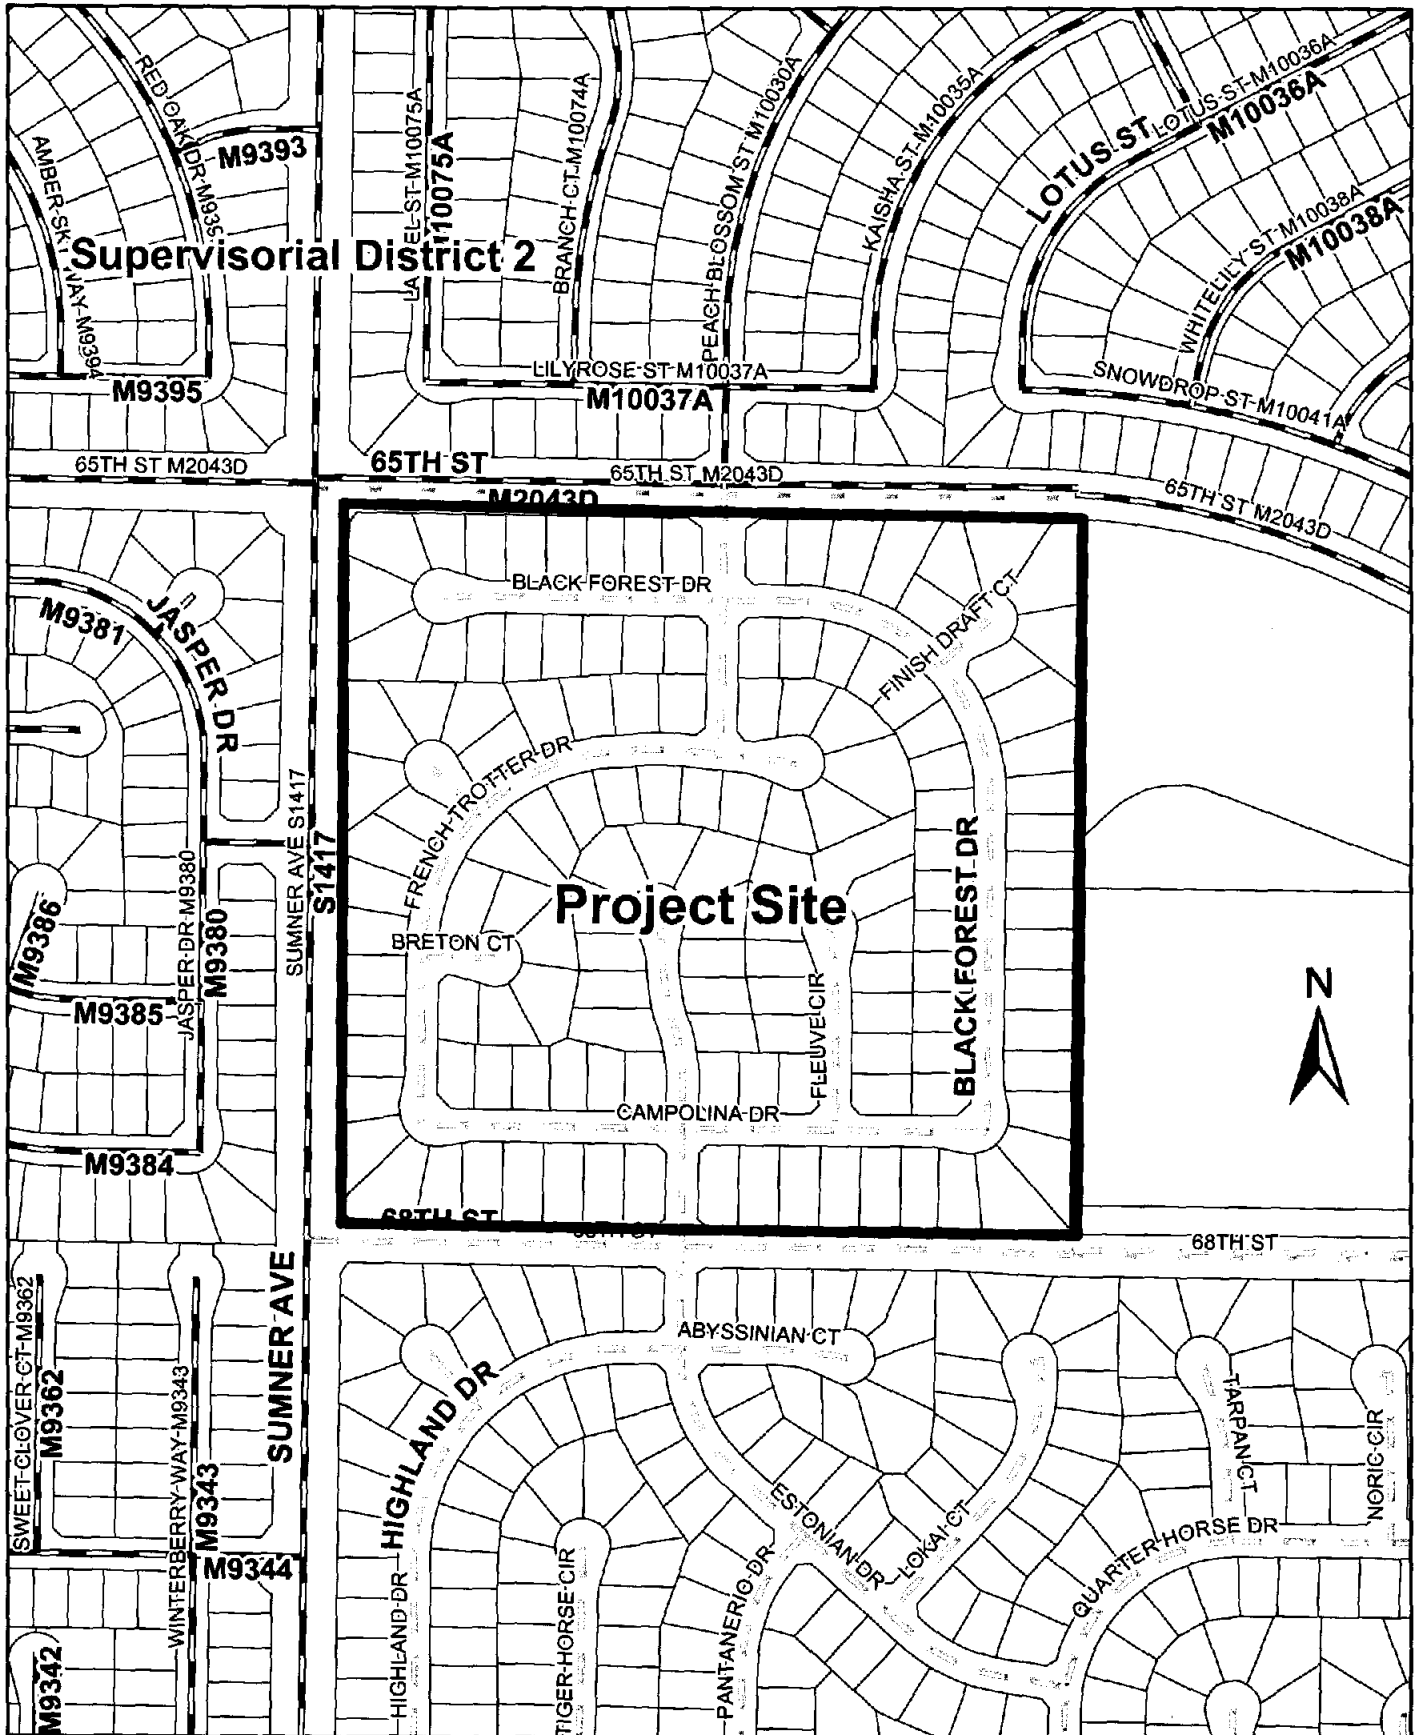 RED OAK DR M939
AMBER SKY WAY M9394
M9393
LAUREL ST M10075A
M10075A
BRANCH CT M10074A
PEACH BLOSSOM ST M10030A
KAISHA ST M10035A
LOTUS ST
LOTUS ST M10036A
M10036A
WHITELILY ST M10038A
M10038A
Supervisorial District 2
M9395
LILYROSE ST M10037A
M10037A
SNOWDROP ST M10041A
65TH ST M2043D
65TH ST
65TH ST M2043D
M2043D
65TH ST M2043D
M9381
JASPER DR
BLACK FOREST DR
FINISH DRAFT CT
FRENCH TROTTER DR
SUMNER AVE S1417
S1417
JASPER DR M9380
M9380
M9386
M9385
Project Site
BRETON CT
FLEUVE CIR
BLACK FOREST DR
N
CAMPOLINA DR
M9384
68TH ST
68TH ST
68TH ST
SUMNER AVE
SWEET CLOVER CT M9362
M9362
WINTERBERRY WAY M9343
M9343
M9344
M9342
HIGHLAND DR
HIGHLAND DR
ABYSSINIAN CT
TIGER HORSE CIR
PANTANERIO DR
ESTONIAN DR
LOKAI CT
QUARTER HORSE DR
TARPAN CT
NORIC CIR